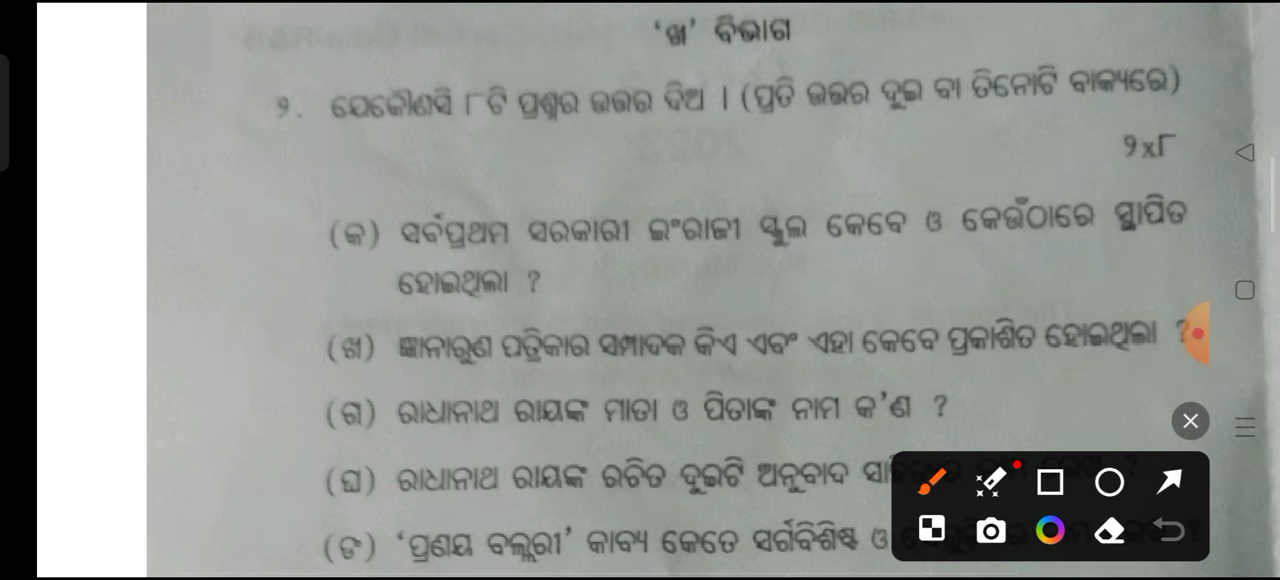 ‘ଖ’ ବିଭାଗ
୨. ଯେକୌଣସି ୮ଟି ପ୍ରଶ୍ନର ଉତ୍ତର ଦିଅ । (ପ୍ରତି ଉତ୍ତର ଦୁଇ ବା ତିନୋଟି ବାକ୍ୟରେ)
୨x୮
(କ) ସର୍ବପ୍ରଥମ ସରକାରୀ ଇଂରାଜୀ ସ୍କୁଲ କେବେ ଓ କେଉଁଠାରେ ସ୍ଥାପିତ
ହୋଇଥିଲା ?
(ଖ) ଜ୍ଞାନାରୁଣ ପତ୍ରିକାର ସମ୍ପାଦକ କିଏ ଏବଂ ଏହା କେବେ ପ୍ରକାଶିତ ହୋଇଥିଲା ?
(ଗ) ରାଧାନାଥ ରାୟଙ୍କ ମାତା ଓ ପିତାଙ୍କ ନାମ କ’ଣ ?
(ଘ) ରାଧାନାଥ ରାୟଙ୍କ ରଚିତ ଦୁଇଟି ଅନୁବାଦ
(ଙ) ‘ପ୍ରଣୟ ବଲ୍ଲରୀ’ କାବ୍ୟ କେତେ ସର୍ଗବିଶିଷ୍ଟ ଓ